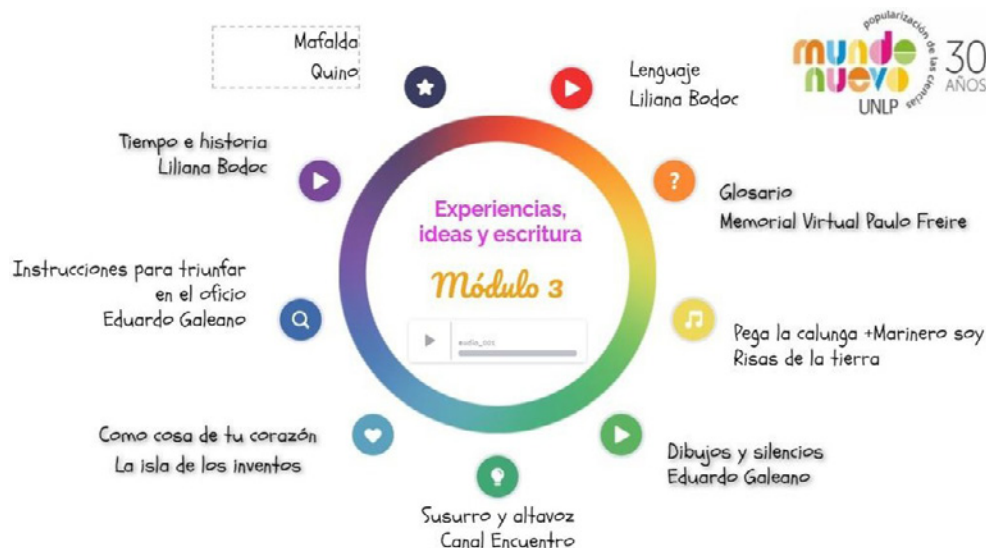 Mafalda
Quino
Lenguaje
Liliana Bodoc
mundo
nuevo
UNLP
popularización de las ciencias
30
AÑOS
Tiempo e historia
Liliana Bodoc
?
Glosario
Memorial Virtual Paulo Freire
Experiencias,
ideas y escritura
Módulo 3
audio_001
Instrucciones para triunfar
en el oficio
Eduardo Galeano
Pega la calunga +Marinero soy
Risas de la tierra
Como cosa de tu corazón
La isla de los inventos
Dibujos y silencios
Eduardo Galeano
Susurro y altavoz
Canal Encuentro